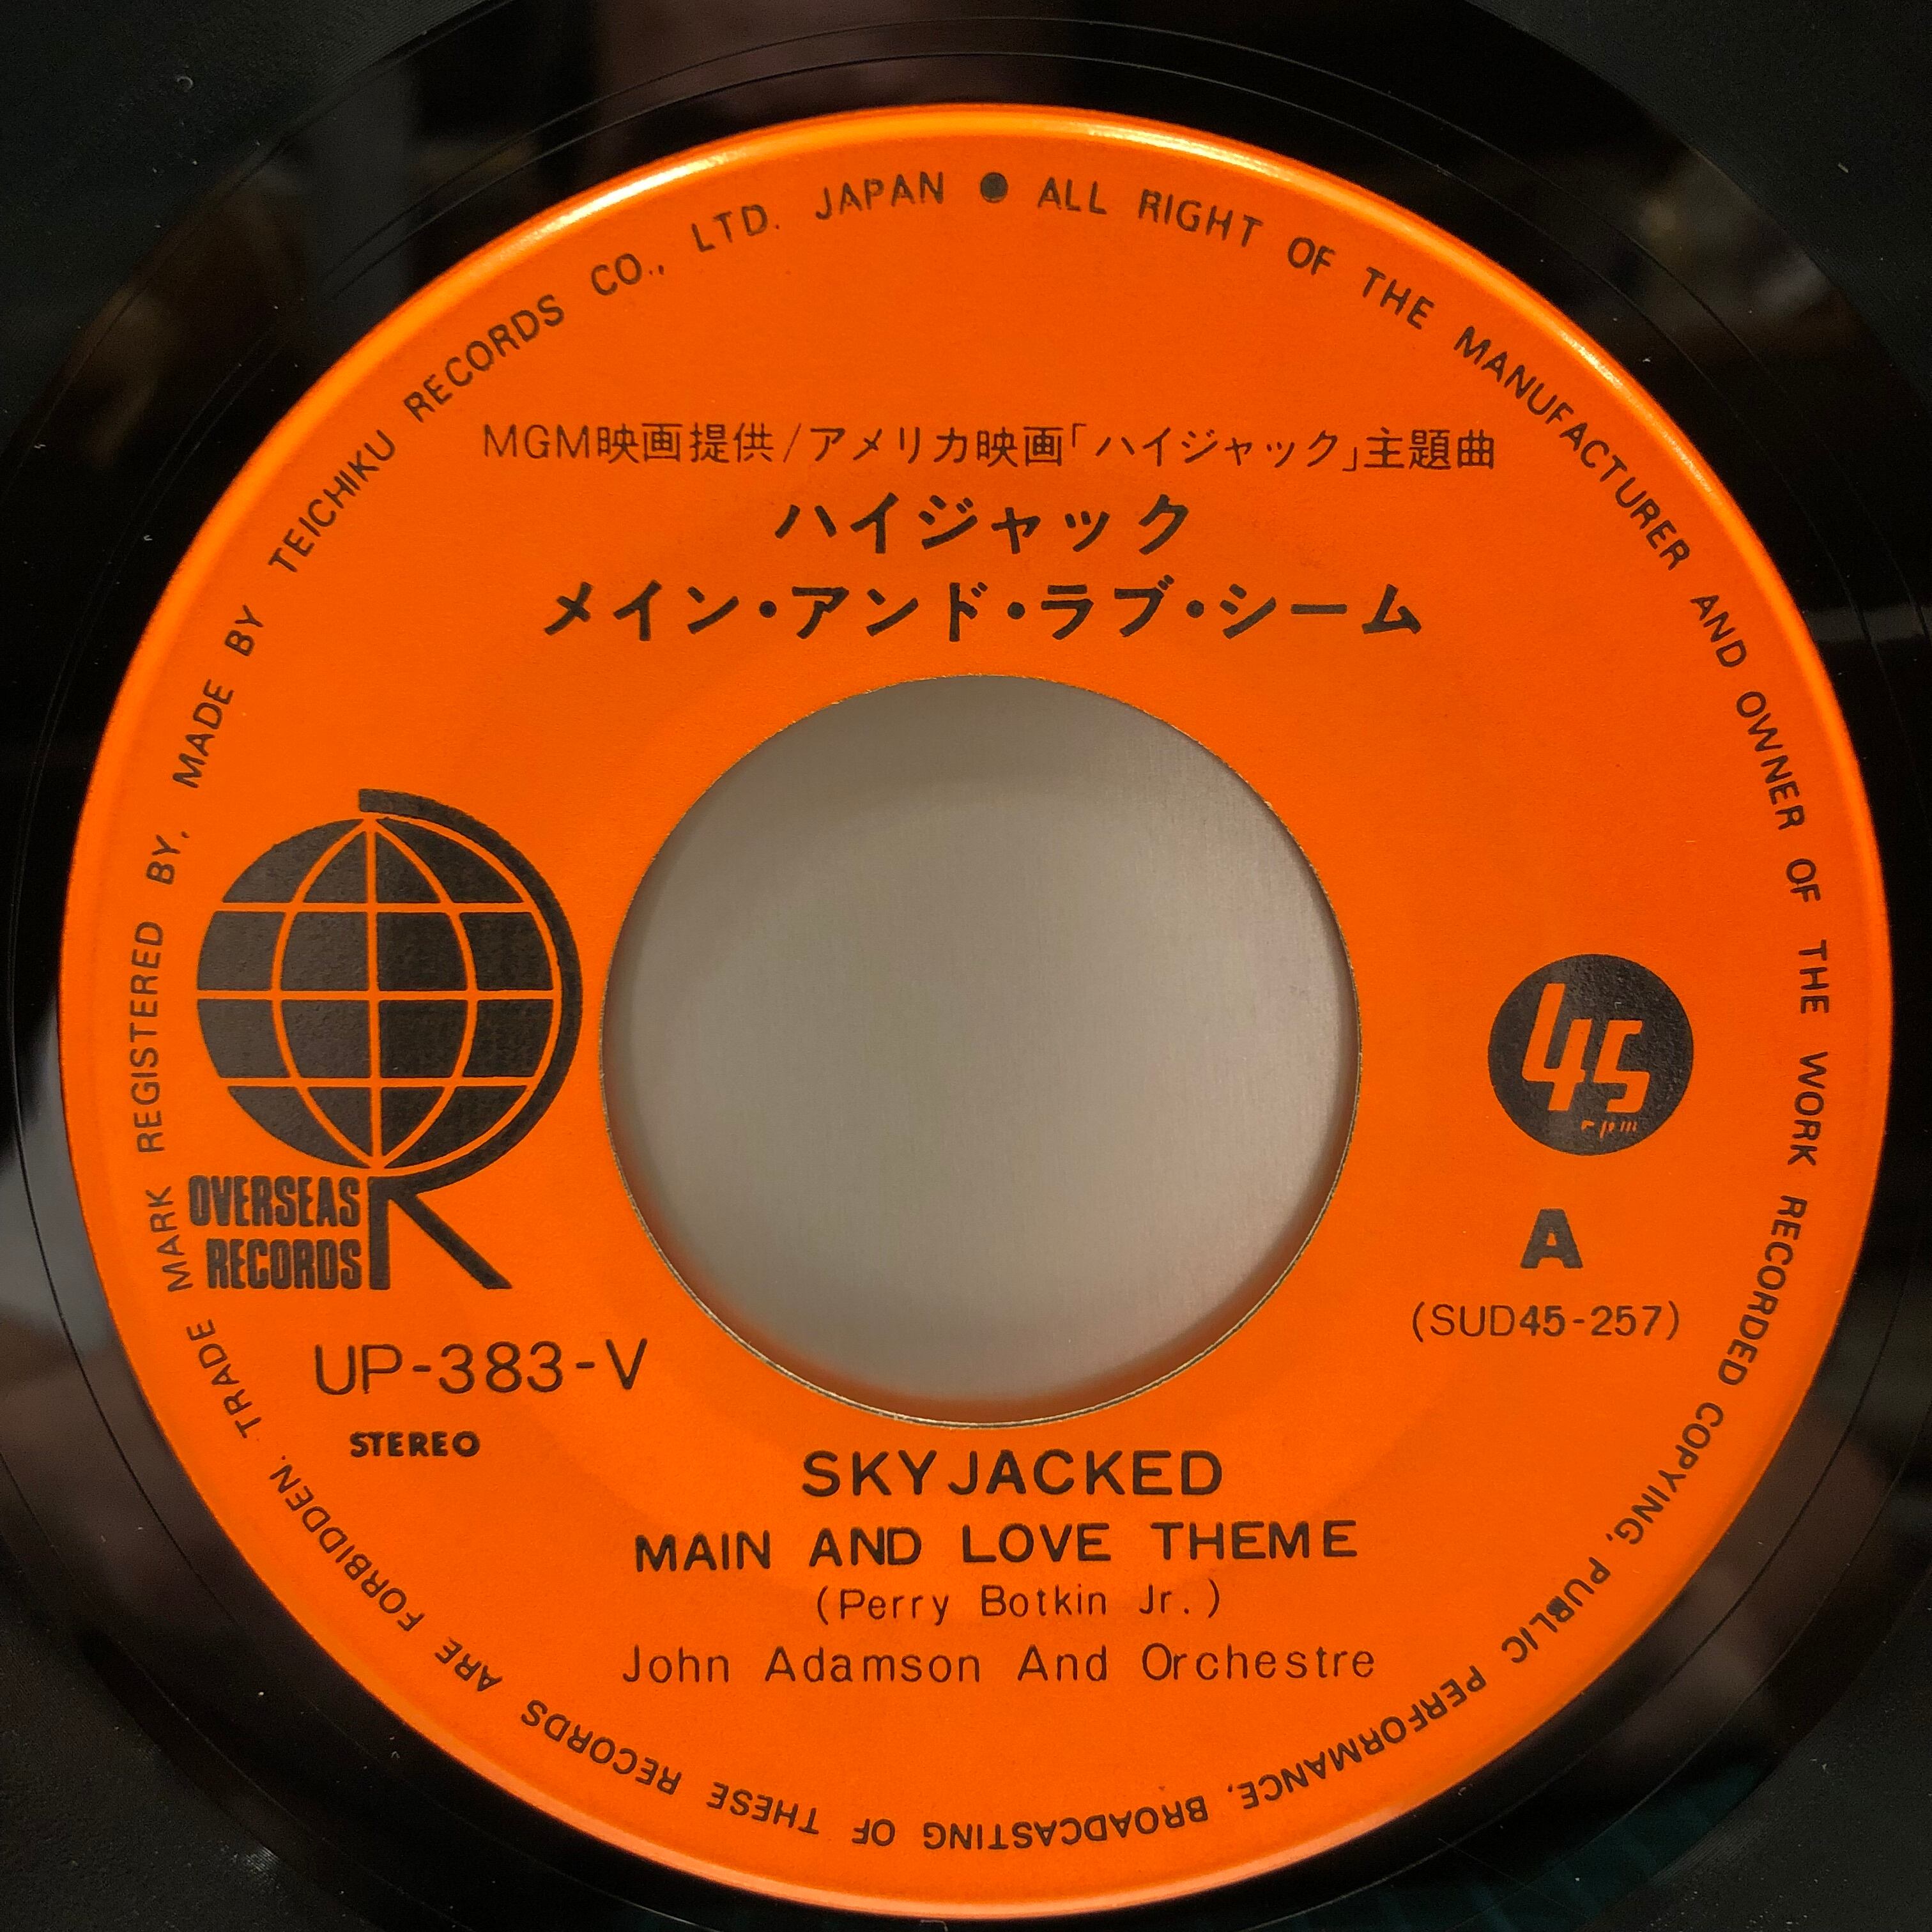 MGM映画提供/アメリカ映画「ハイジャック」主題曲
ハイジャック
メイン・アンド・ラブ・シーム
OVERSEAS
RECORDS
UP-383-V
STEREO
45
rpm
A
(SUD45-257)
SKYJACKED
MAIN AND LOVE THEME
(Perry Botkin Jr.)
John Adamson And Orchestre
ALL RIGHT OF THE MANUFACTURER AND OWNER OF THE WORK RECORDED COPYING, PUBLIC PERFORMANCE, BROADCASTING OF THESE RECORDS ARE FORBIDDEN. TRADE MARK REGISTERED BY, MADE BY TEICHIKU RECORDS CO., LTD. JAPAN ●